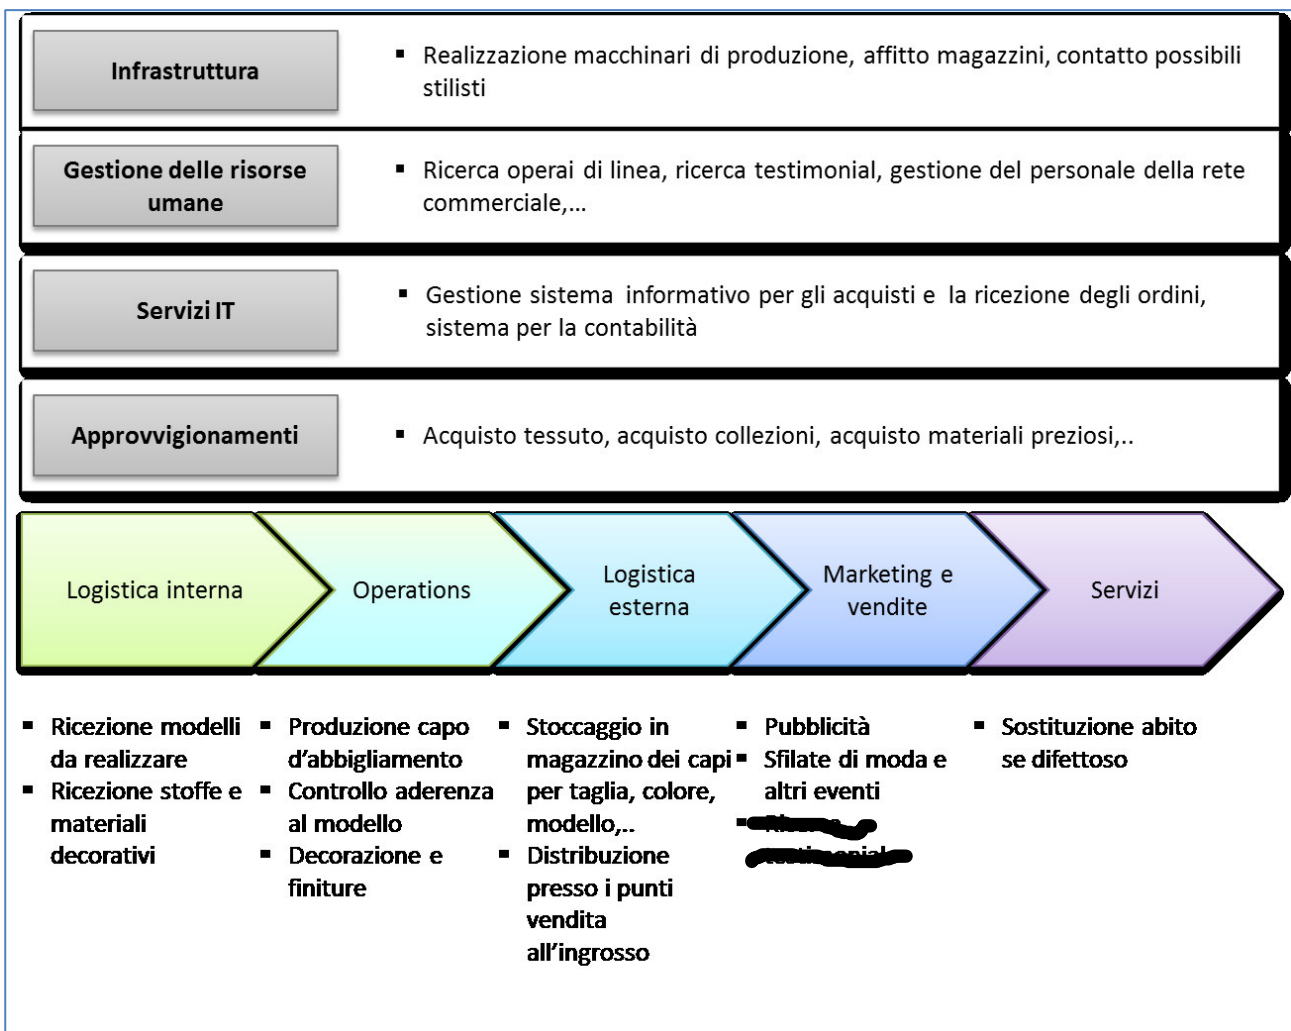 Infrastruttura
▪ Realizzazione macchinari di produzione, affitto magazzini, contatto possibili
stilisti
Gestione delle risorse
umane
▪ Ricerca operai di linea, ricerca testimonial, gestione del personale della rete
commerciale,…
Servizi IT
▪ Gestione sistema informativo per gli acquisti e la ricezione degli ordini,
sistema per la contabilità
Approvvigionamenti
▪ Acquisto tessuto, acquisto collezioni, acquisto materiali preziosi,..
Logistica interna
Operations
Logistica
esterna
Marketing e
vendite
Servizi
▪ Ricezione modelli
da realizzare
▪ Ricezione stoffe e
materiali
decorativi
▪ Produzione capo
d’abbigliamento
▪ Controllo aderenza
al modello
▪ Decorazione e
finiture
▪ Stoccaggio in
magazzino dei capi
per taglia, colore,
modello,..
▪ Distribuzione
presso i punti
vendita
all’ingrosso
▪ Pubblicità
▪ Sfilate di moda e
altri eventi
▪ Sostituzione abito
se difettoso